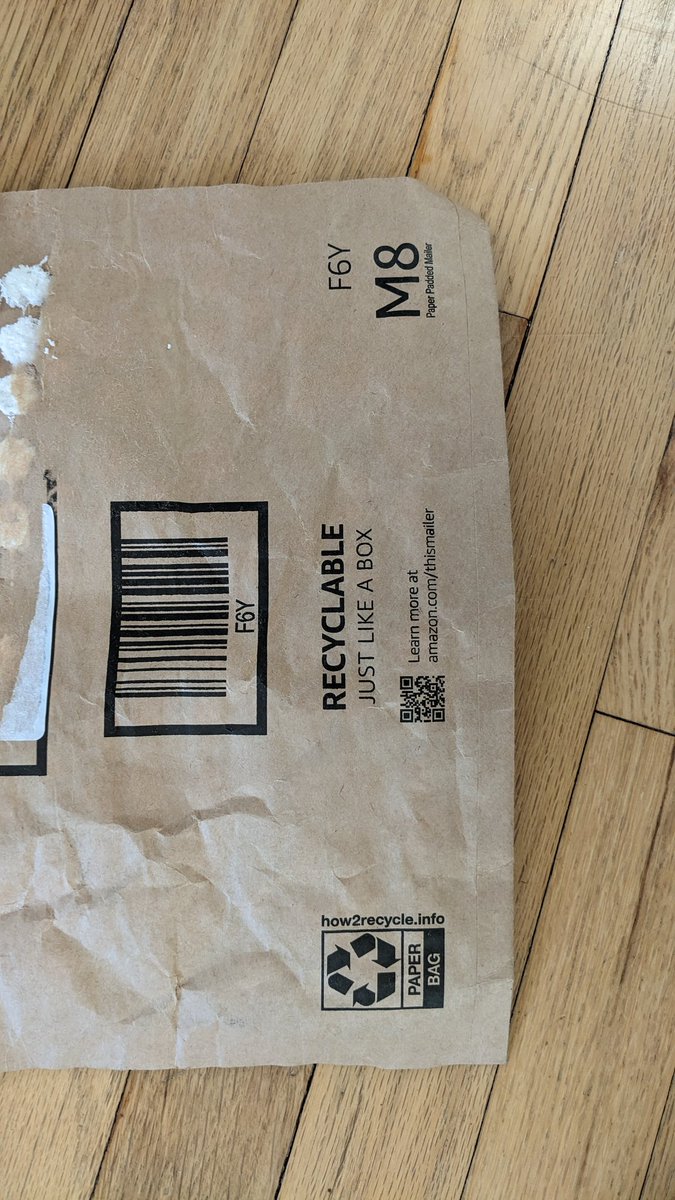 F6Y
RECYCLABLE
JUST LIKE A BOX
Learn more at
amazon.com/thismailer
how2recycle.info
PAPER
BAG
F6Y
M8
Paper Padded Mailer